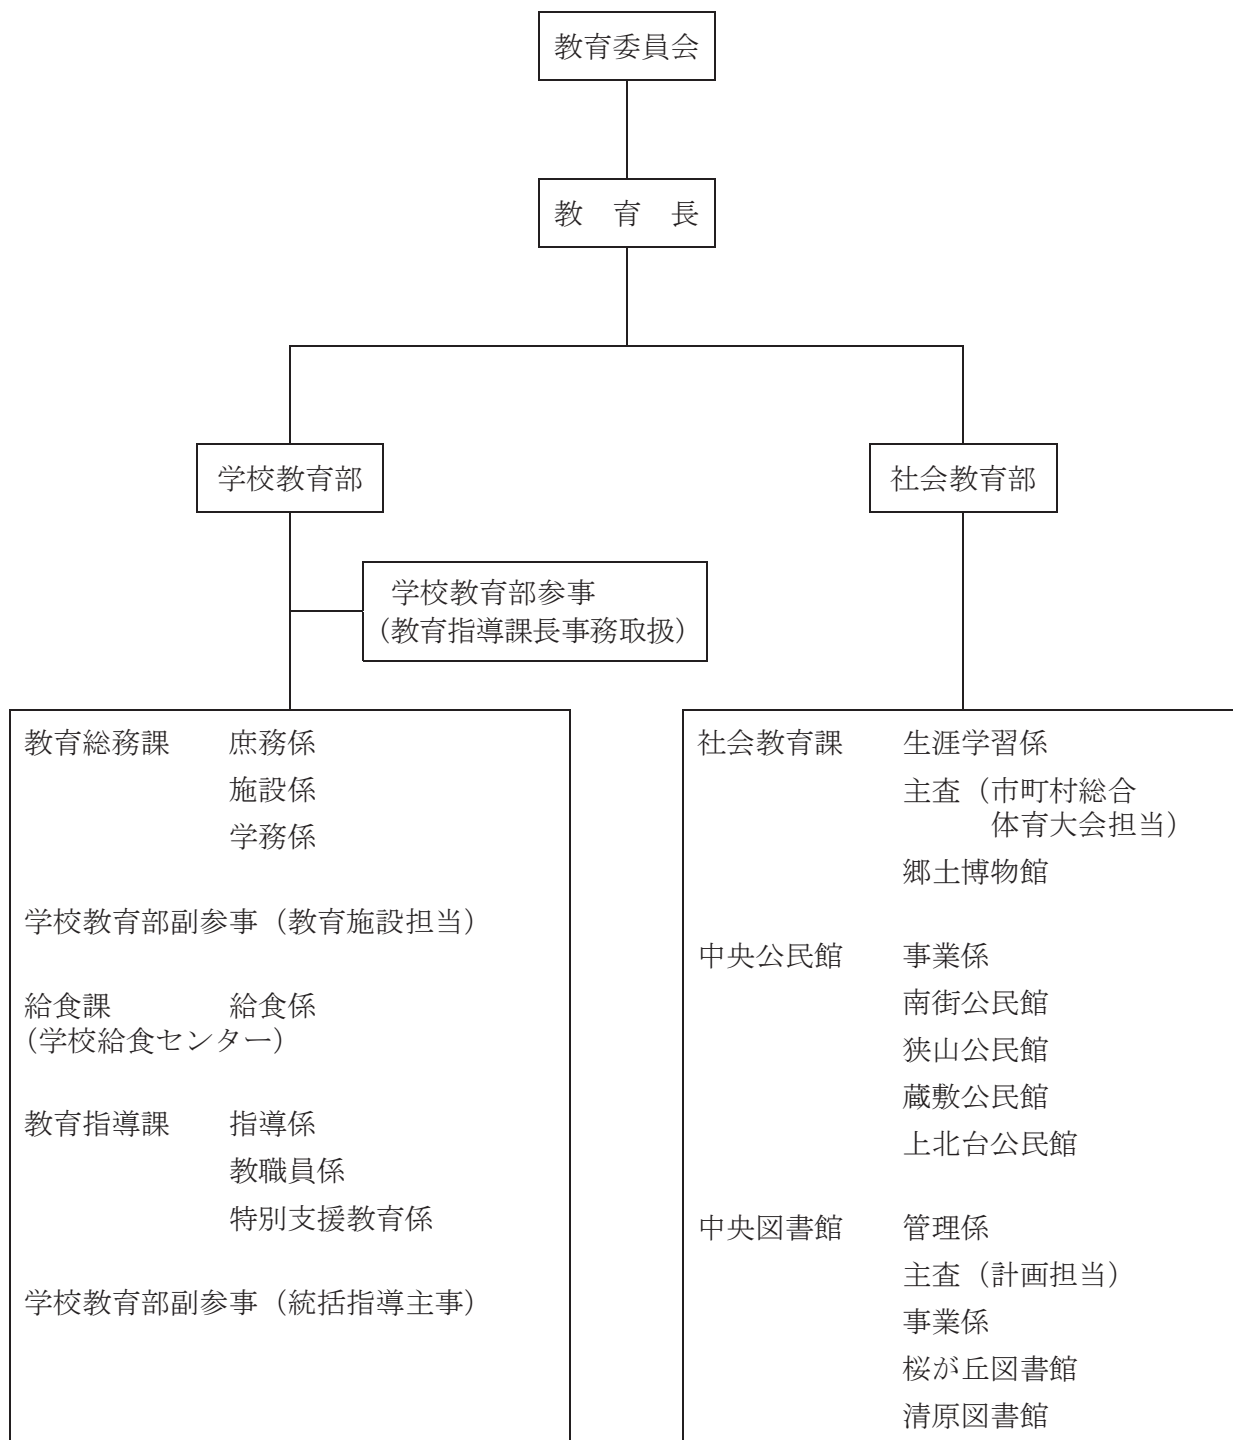 教育委員会
教　育　長
学校教育部
社会教育部
学校教育部参事
（教育指導課長事務取扱）
教育総務課　　庶務係
施設係
学務係
学校教育部副参事（教育施設担当）
給食課　　　　給食係
（学校給食センター）
教育指導課　　指導係
教職員係
特別支援教育係
学校教育部副参事（統括指導主事）
社会教育課　　生涯学習係
主査（市町村総合
体育大会担当）
郷土博物館
中央公民館　　事業係
南街公民館
狭山公民館
蔵敷公民館
上北台公民館
中央図書館　　管理係
主査（計画担当）
事業係
桜が丘図書館
清原図書館